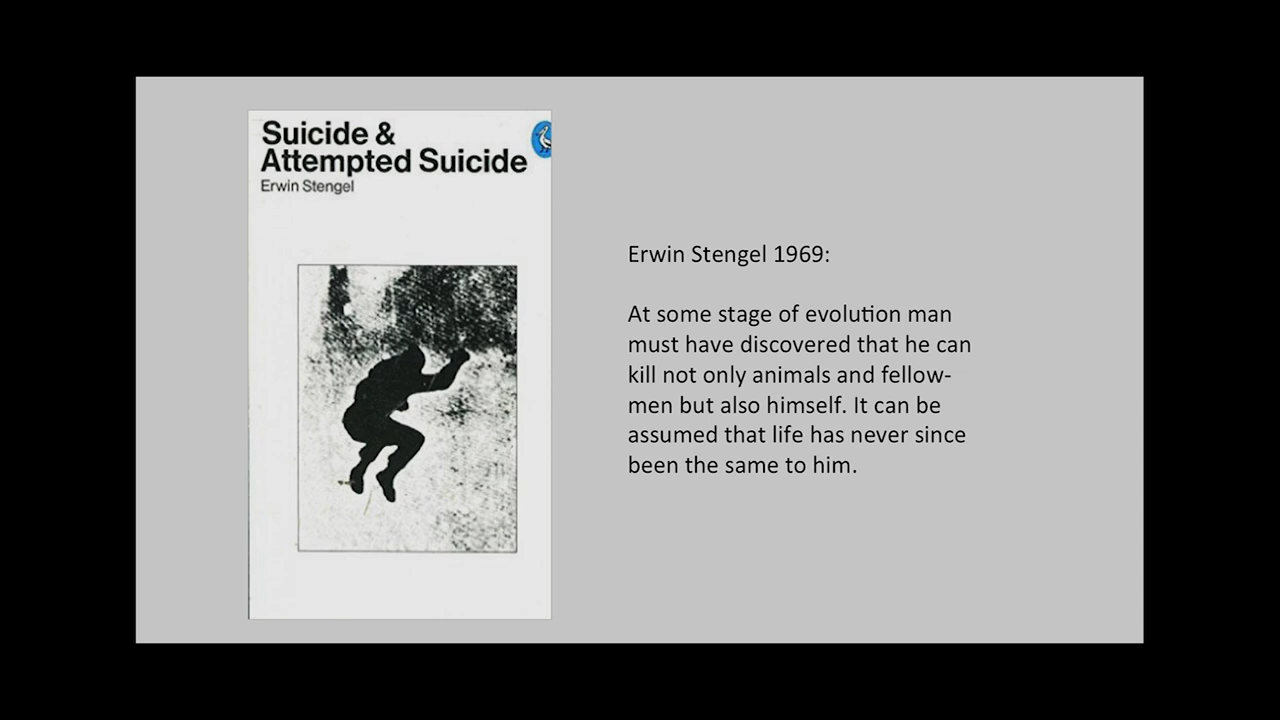 Suicide &
Attempted Suicide
Erwin Stengel
Erwin Stengel 1969:
At some stage of evolution man
must have discovered that he can
kill not only animals and fellow-
men but also himself. It can be
assumed that life has never since
been the same to him.